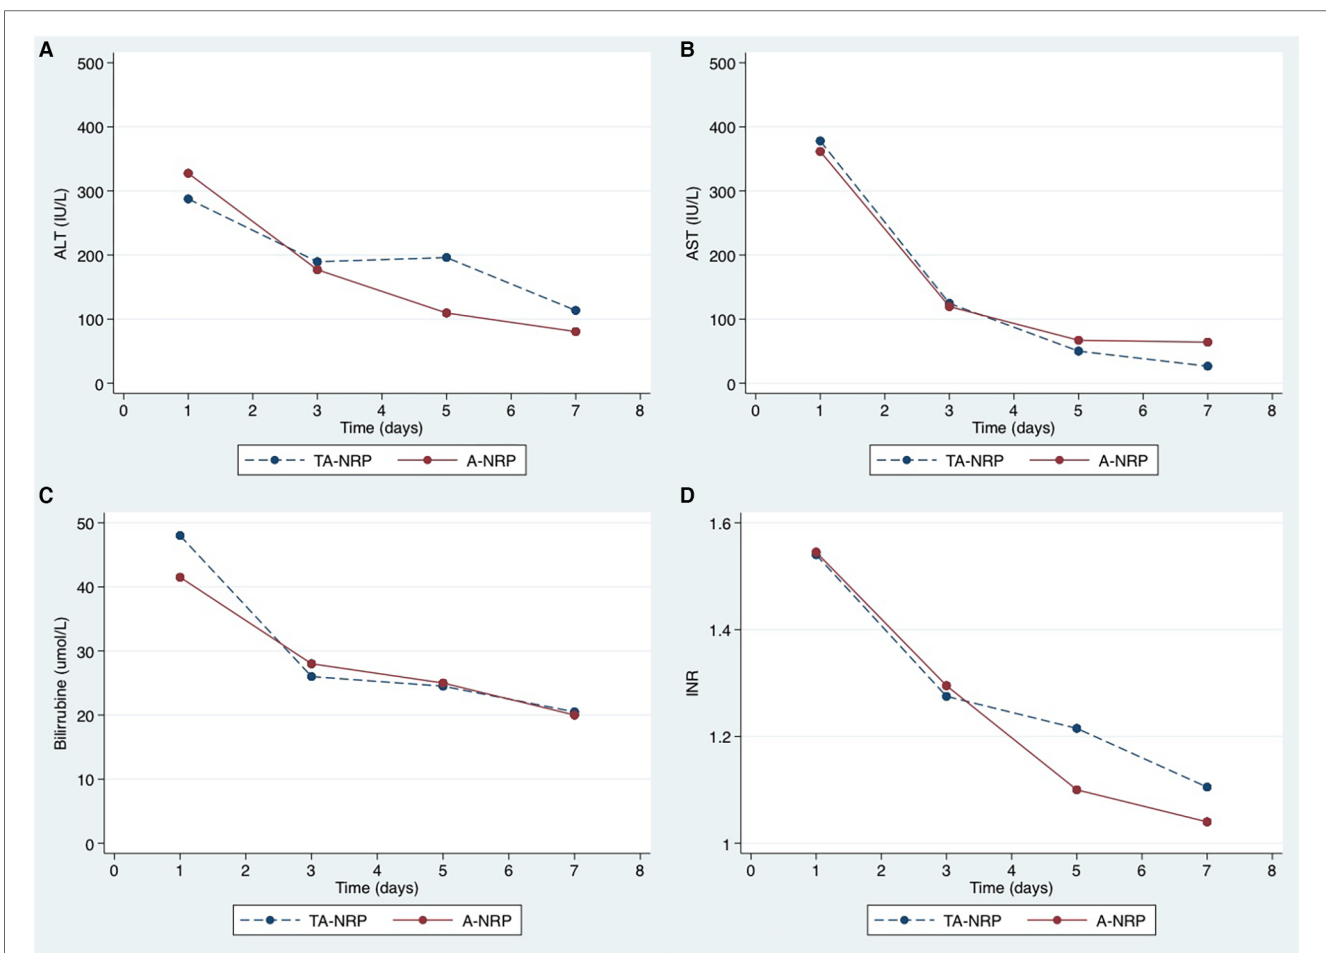 A
500
400
300
200
100
0
ALT (IU/L)
0 1 2 3 4 5 6 7 8
Time (days)
TA-NRP A-NRP
B
500
400
300
200
100
0
AST (IU/L)
0 1 2 3 4 5 6 7 8
Time (days)
TA-NRP A-NRP
C
50
40
30
20
10
0
Bilirrubine (umol/L)
0 1 2 3 4 5 6 7 8
Time (days)
TA-NRP A-NRP
D
1.6
1.4
1.2
1
INR
0 1 2 3 4 5 6 7 8
Time (days)
TA-NRP A-NRP